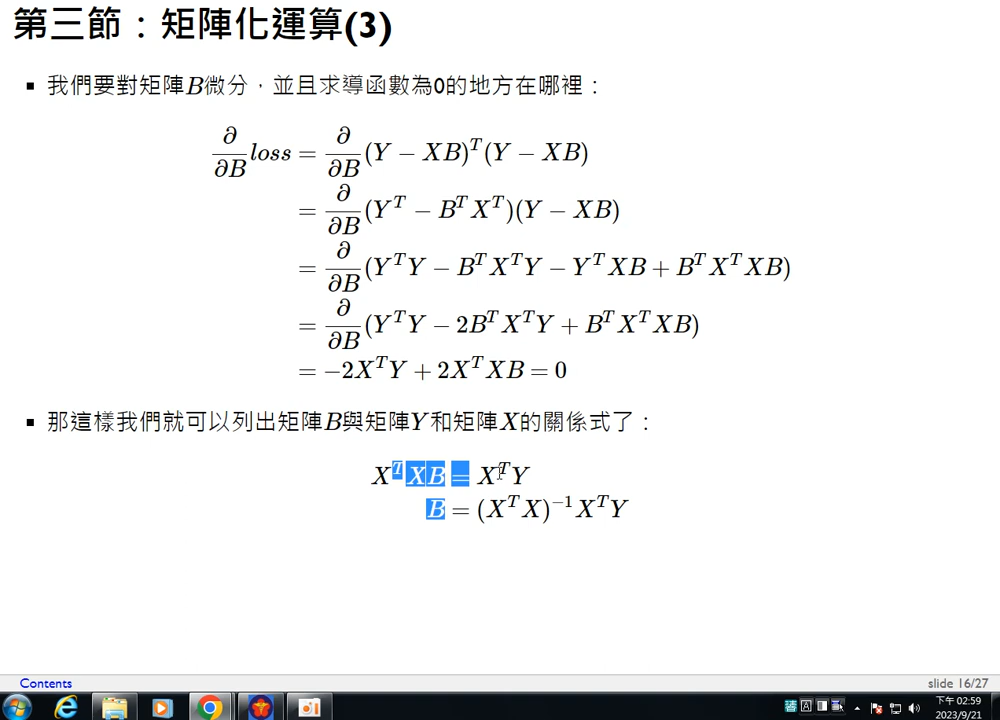 第三節：矩陣化運算(3)
▪ 我們要對矩陣B微分，並且求導函數為0的地方在哪裡：
∂/∂B loss = ∂/∂B (Y − XB)^T(Y − XB)
= ∂/∂B (Y^T − B^T X^T)(Y − XB)
= ∂/∂B (Y^T Y − B^T X^T Y − Y^T XB + B^T X^T XB)
= ∂/∂B (Y^T Y − 2B^T X^T Y + B^T X^T XB)
= −2X^T Y + 2X^T XB = 0
▪ 那這樣我們就可以列出矩陣B與矩陣Y和矩陣X的關係式了：
X^T XB = X^T Y
B = (X^T X)^−1 X^T Y
Contents
slide 16/27
下午 02:59
2023/9/21